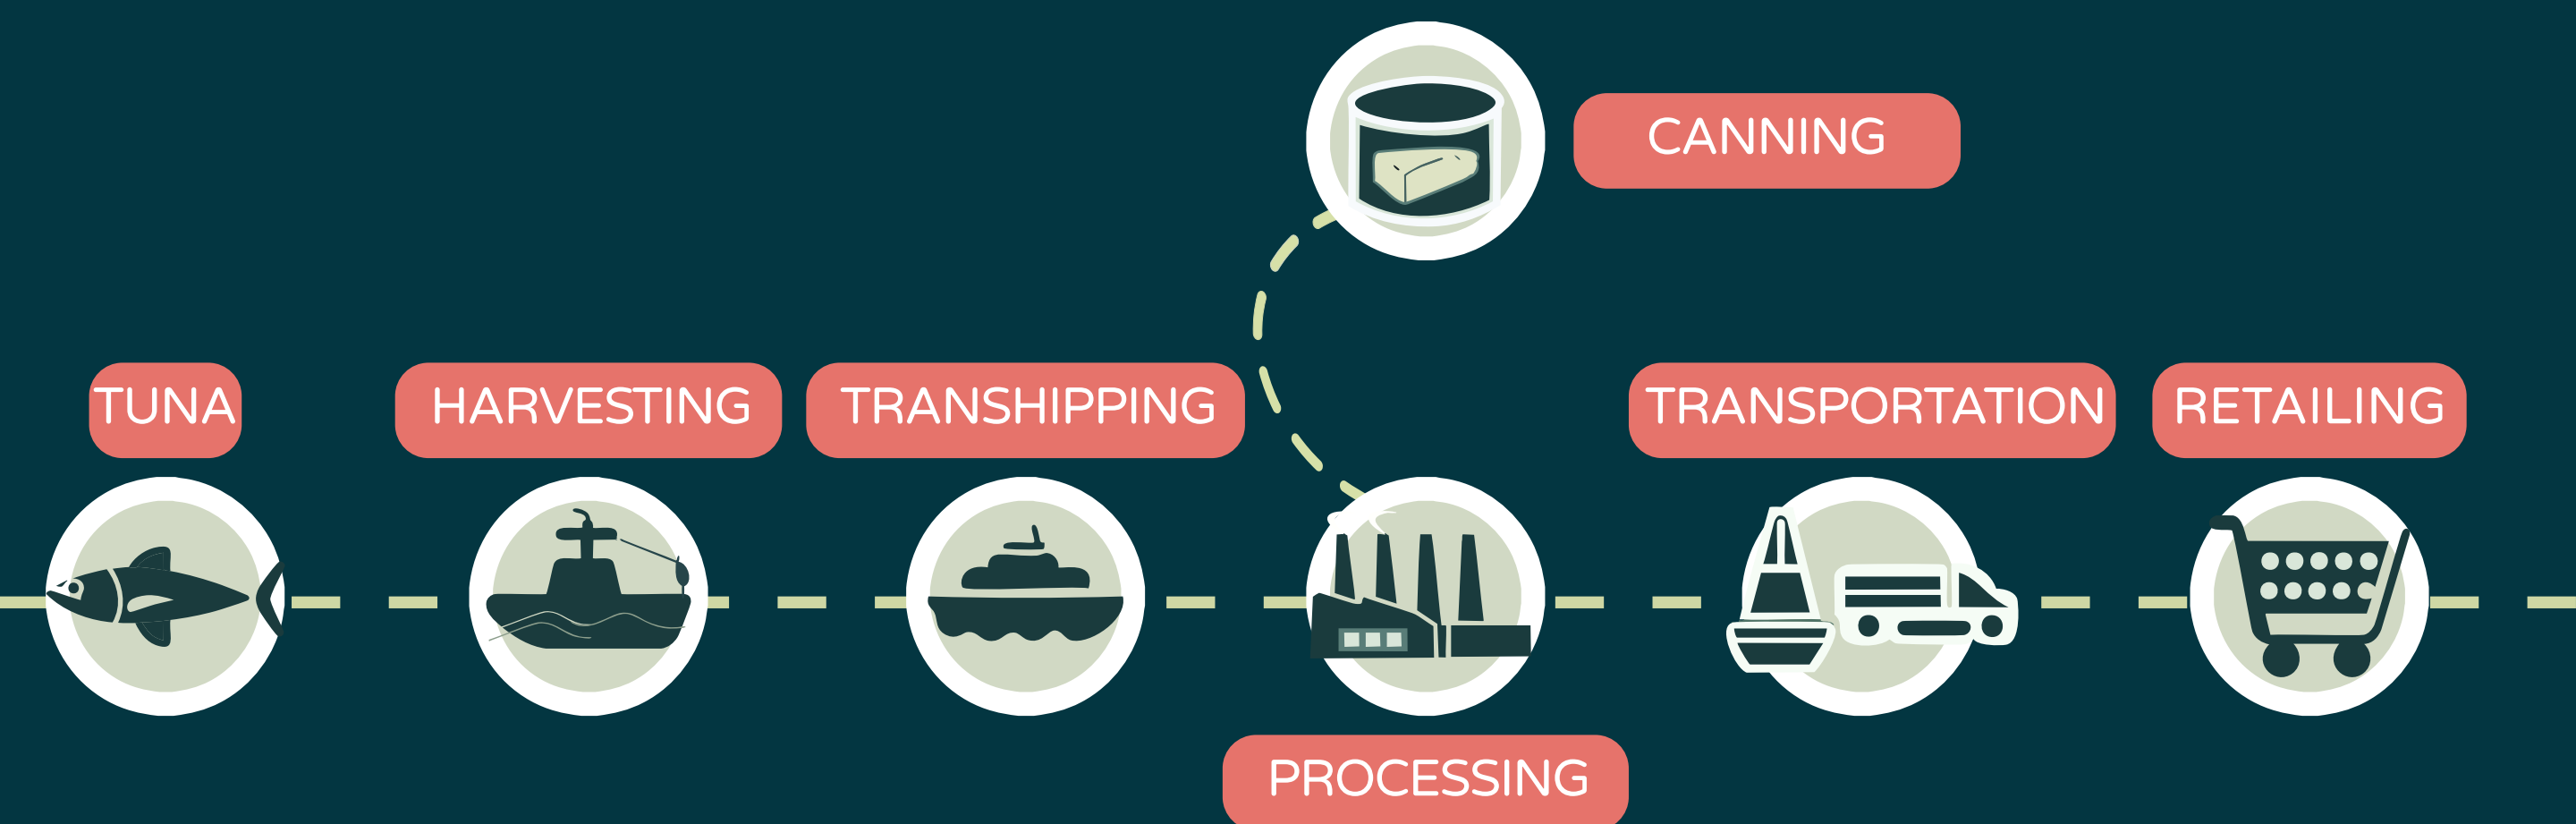 CANNING
TUNA
HARVESTING
TRANSHIPPING
TRANSPORTATION
RETAILING
PROCESSING